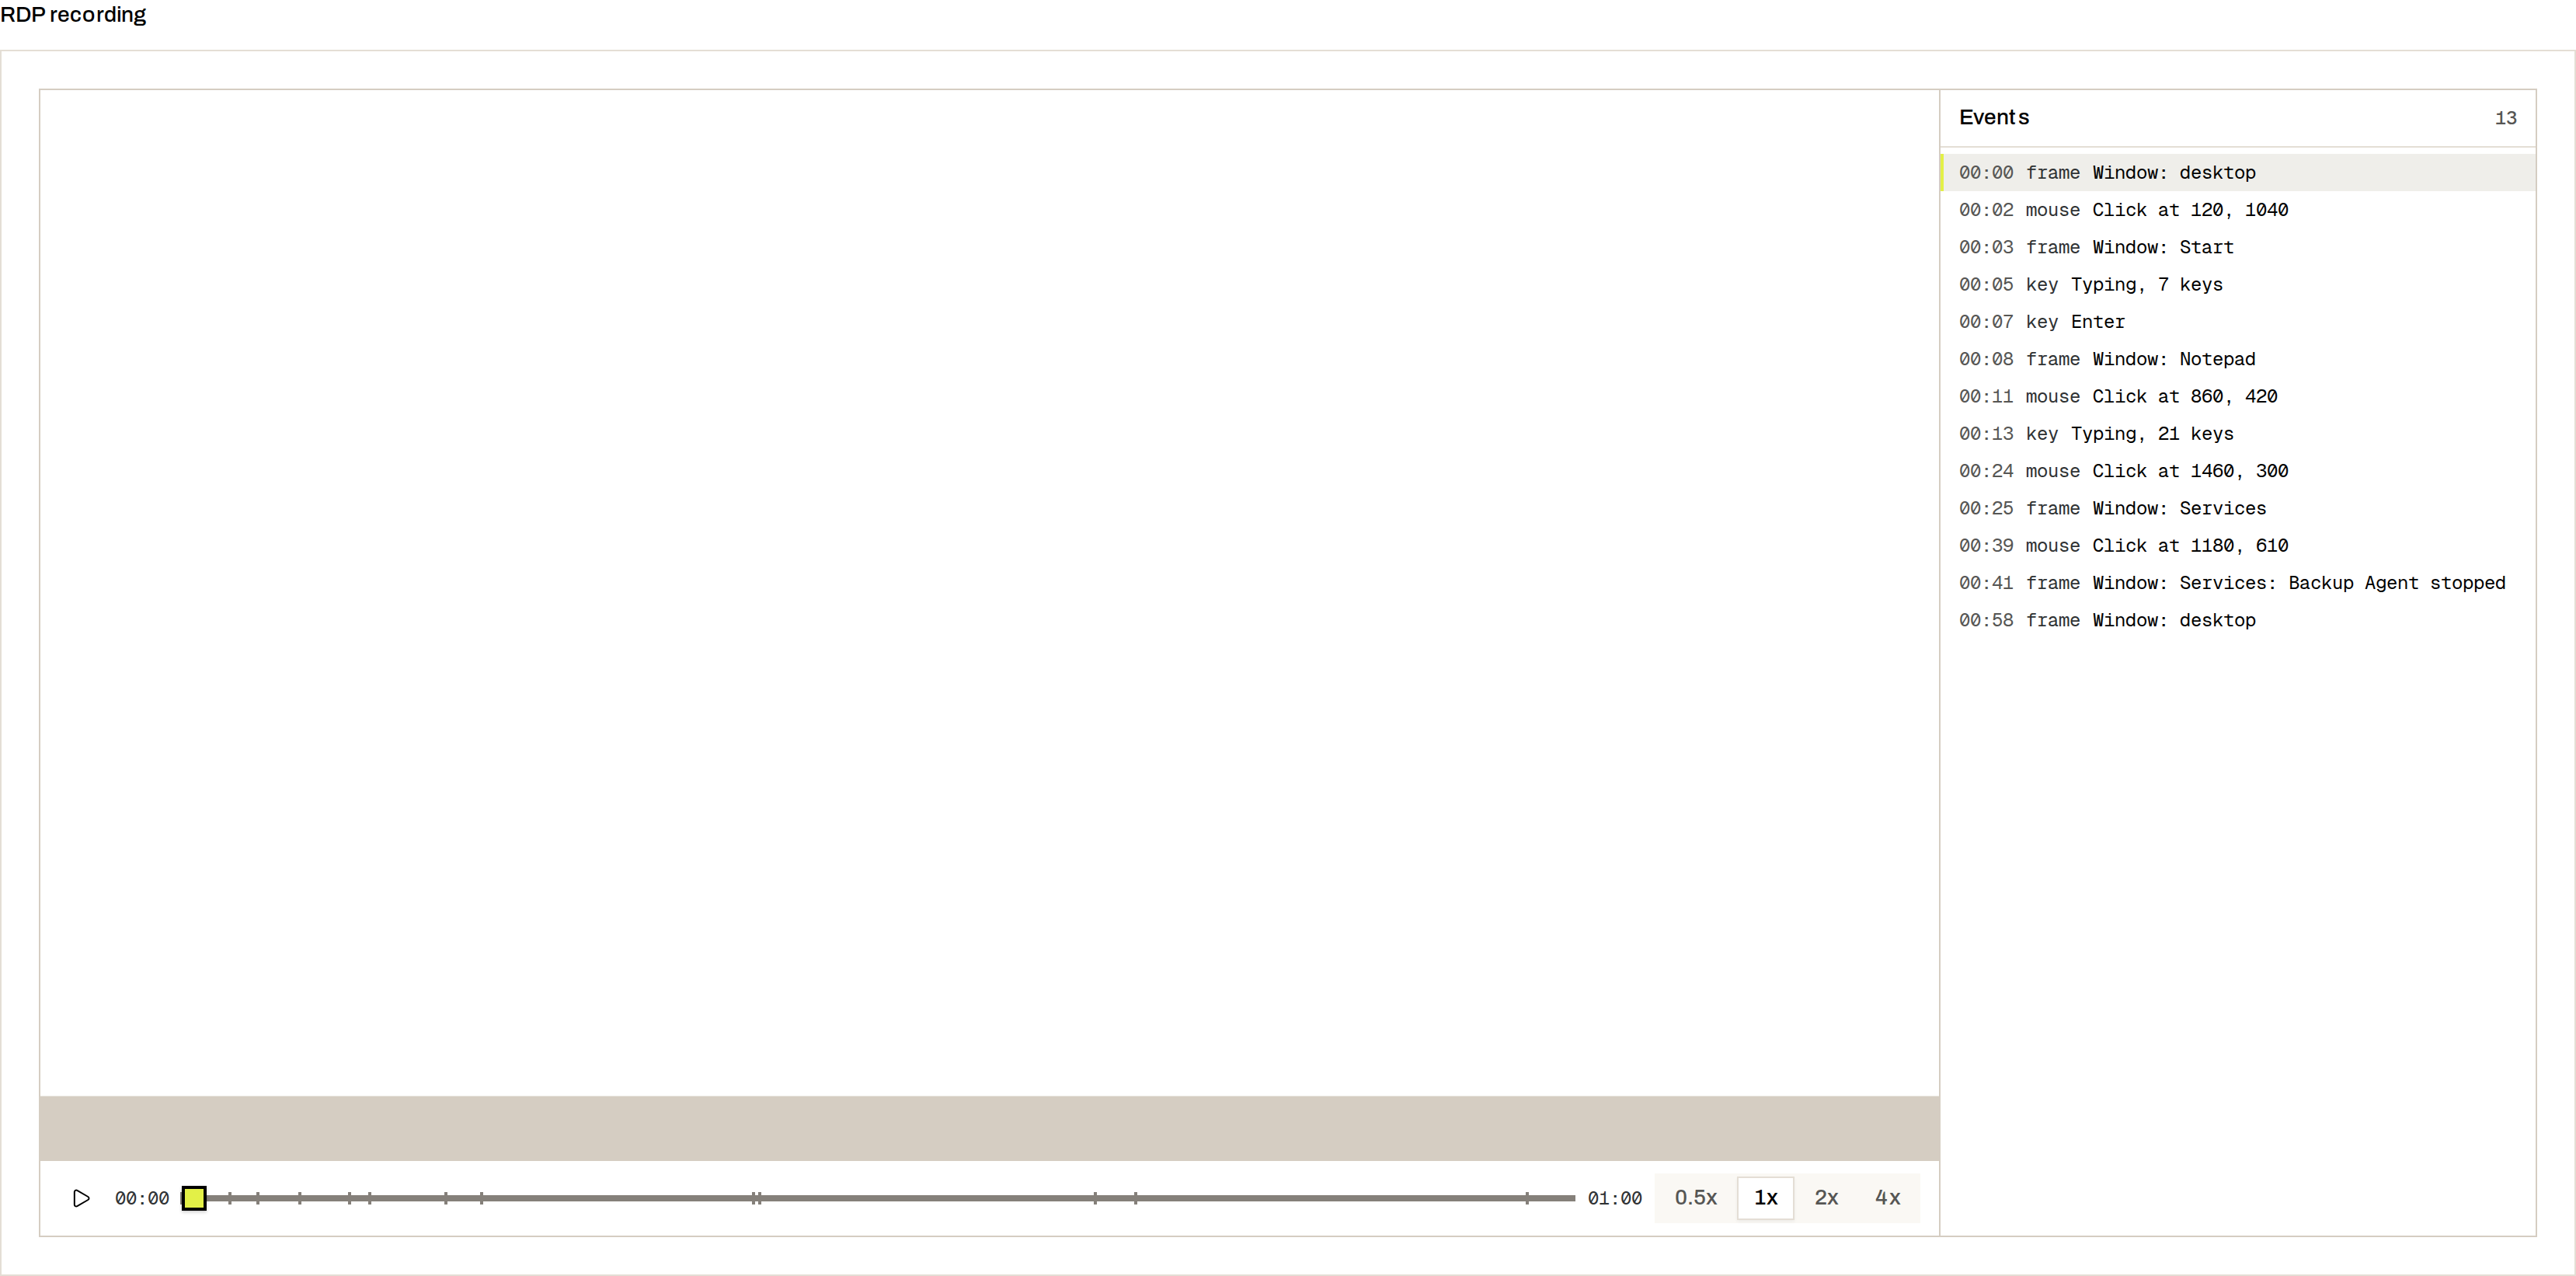 RDP recording
Events 13
00:00 frame Window: desktop
00:02 mouse Click at 120, 1040
00:03 frame Window: Start
00:05 key Typing, 7 keys
00:07 key Enter
00:08 frame Window: Notepad
00:11 mouse Click at 860, 420
00:13 key Typing, 21 keys
00:24 mouse Click at 1460, 300
00:25 frame Window: Services
00:39 mouse Click at 1180, 610
00:41 frame Window: Services: Backup Agent stopped
00:58 frame Window: desktop
00:00 01:00 0.5x 1x 2x 4x